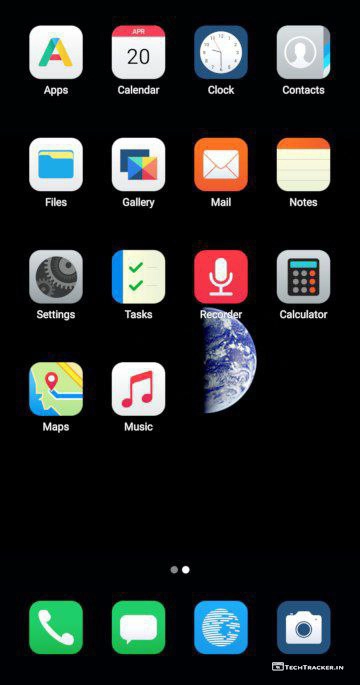 APR
20
Apps
Calendar
Clock
Contacts
Files
Gallery
Mail
Notes
Settings
Tasks
Recorder
Calculator
Maps
Music
TECHTRACKER.IN